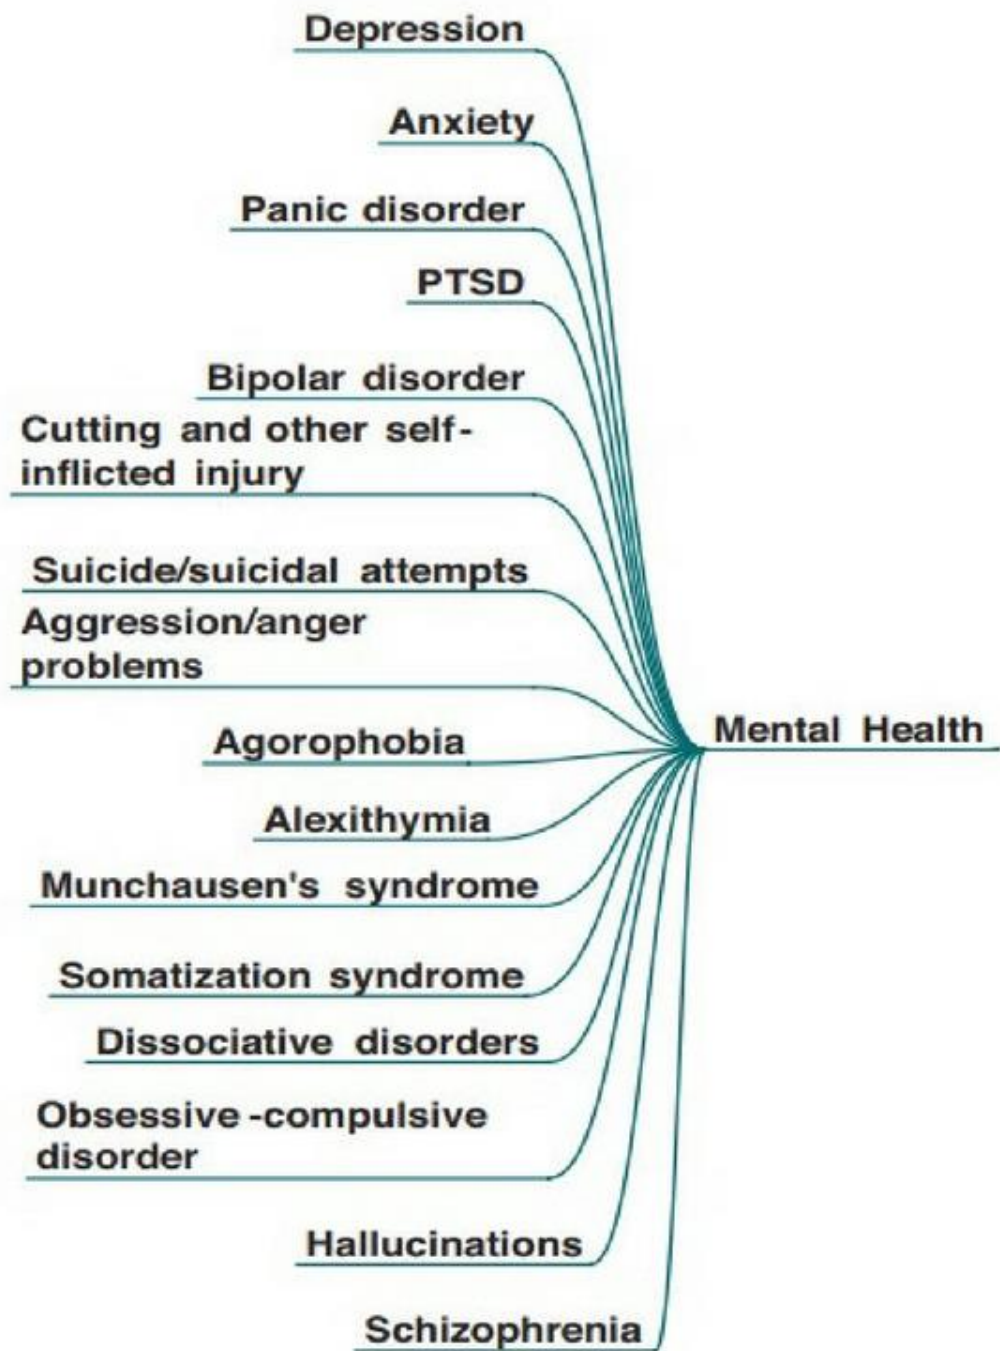 Depression
Anxiety
Panic disorder
PTSD
Bipolar disorder
Cutting and other self-
inflicted injury
Suicide/suicidal attempts
Aggression/anger
problems
Agorophobia
Mental Health
Alexithymia
Munchausen's syndrome
Somatization syndrome
Dissociative disorders
Obsessive-compulsive
disorder
Hallucinations
Schizophrenia